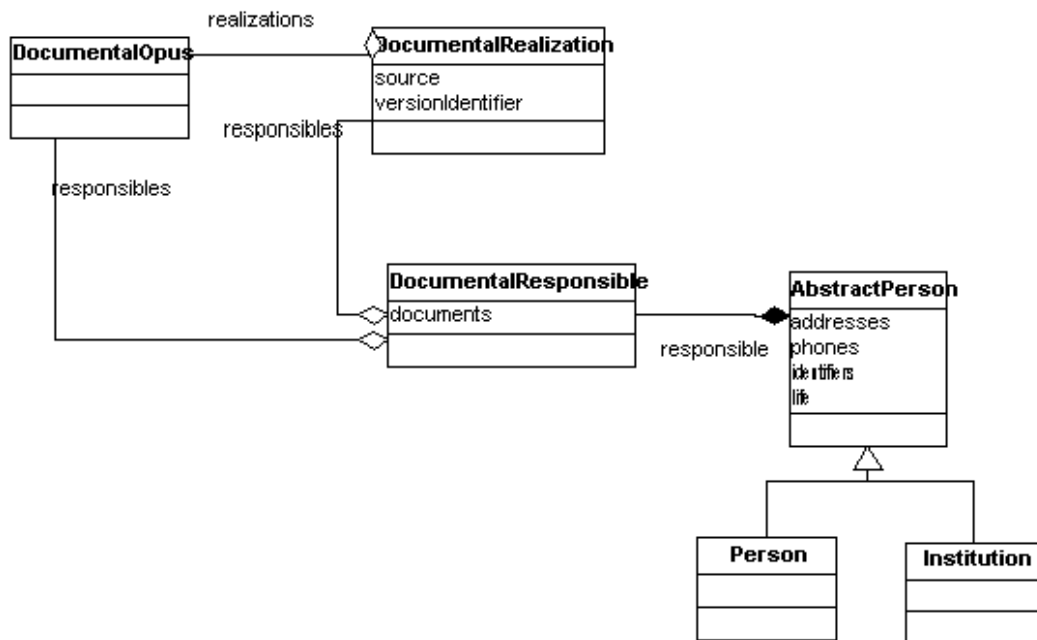 realizations
DocumentalOpus
DocumentalRealization
source
versionIdentifier
responsibles
responsibles
DocumentalResponsible
documents
responsible
AbstractPerson
addresses
phones
identifiers
life
Person
Institution